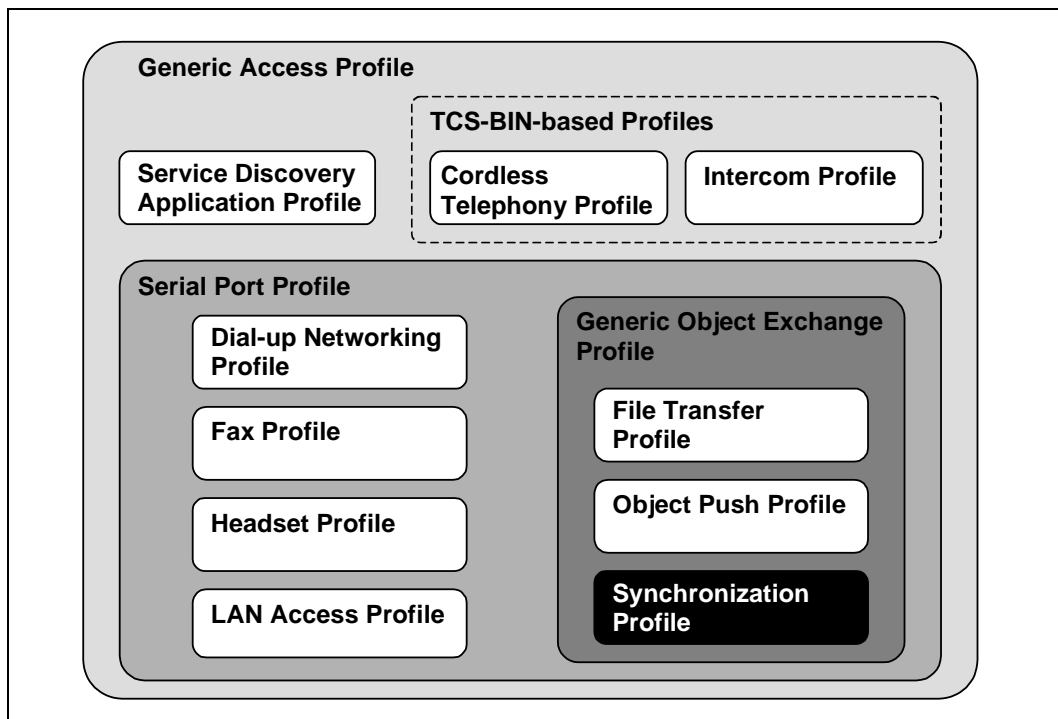 Generic Access Profile
TCS-BIN-based Profiles
Service Discovery
Application Profile
Cordless
Telephony Profile
Intercom Profile
Serial Port Profile
Dial-up Networking
Profile
Fax Profile
Headset Profile
LAN Access Profile
Generic Object Exchange
Profile
File Transfer
Profile
Object Push Profile
Synchronization
Profile